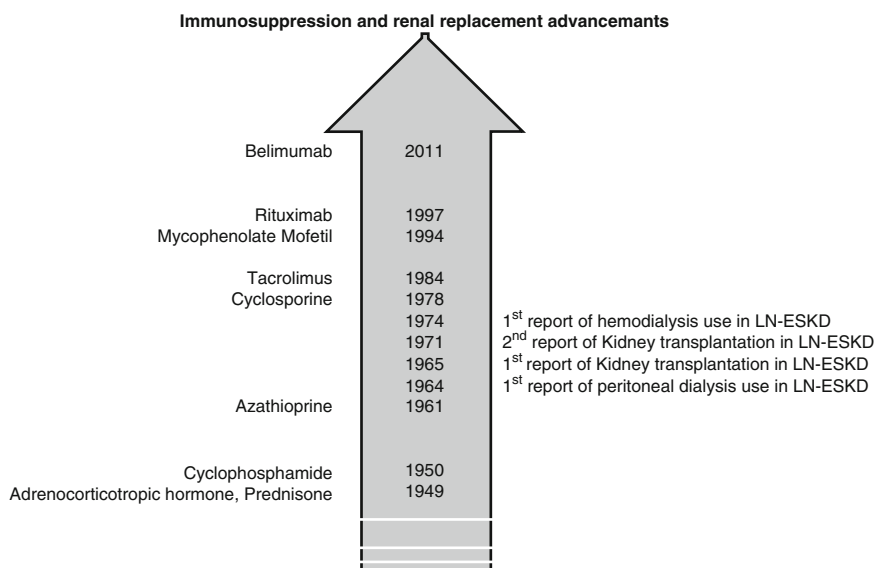 Immunosuppression and renal replacement advancemants
Belimumab 2011
Rituximab 1997
Mycophenolate Mofetil 1994
Tacrolimus 1984
Cyclosporine 1978
1974 1st report of hemodialysis use in LN-ESKD
1971 2nd report of Kidney transplantation in LN-ESKD
1965 1st report of Kidney transplantation in LN-ESKD
1964 1st report of peritoneal dialysis use in LN-ESKD
Azathioprine 1961
Cyclophosphamide 1950
Adrenocorticotropic hormone, Prednisone 1949